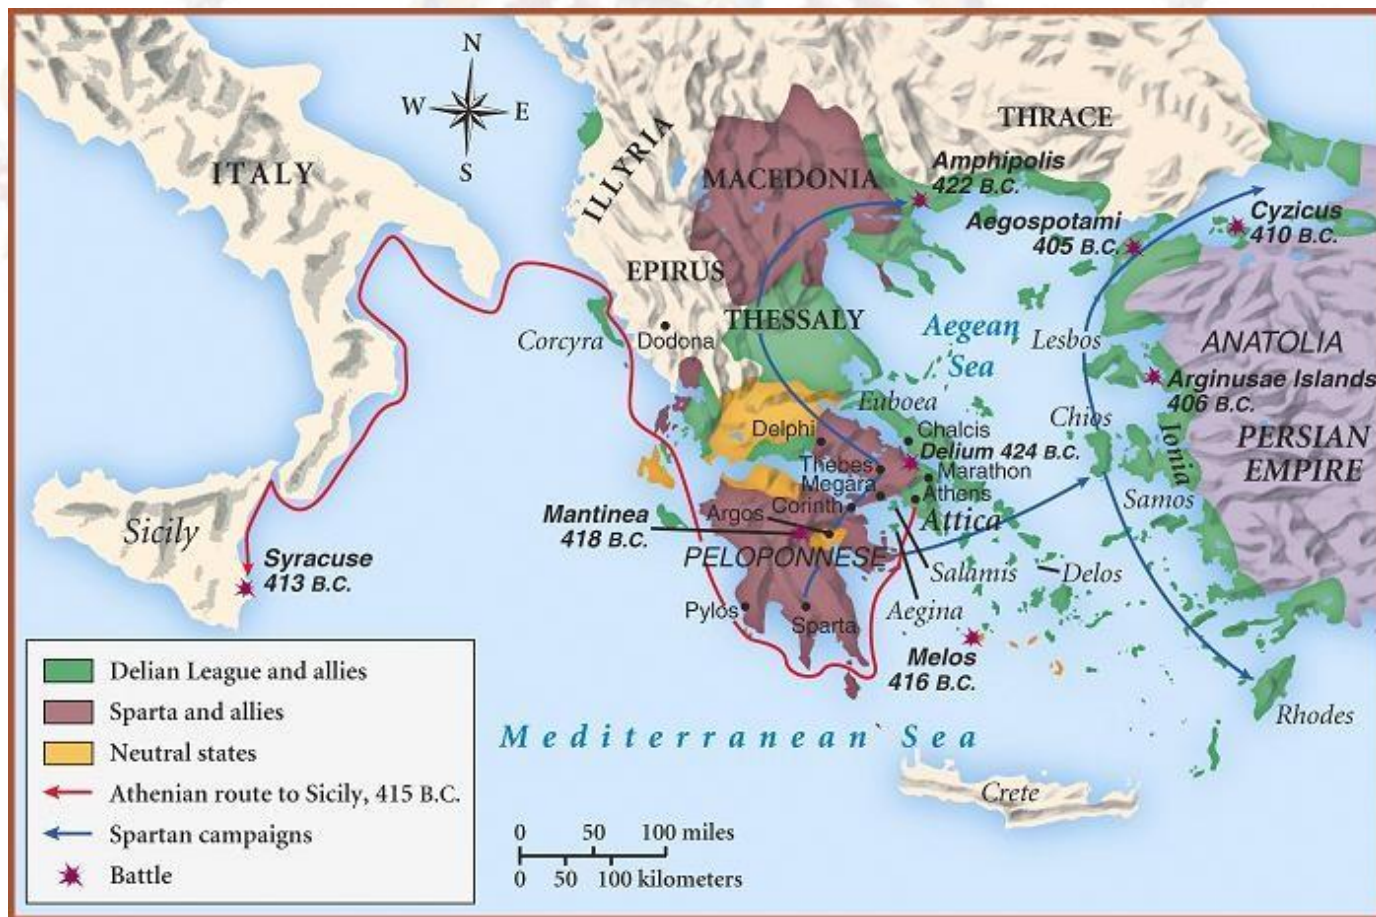 N
W
E
S
ITALY
ILLYRIA
MACEDONIA
THRACE
Amphipolis
422 B.C.
Aegospotami
405 B.C.
Cyzicus
410 B.C.
EPIRUS
THESSALY
Dodona
Corcyra
Aegean
Sea
Lesbos
ANATOLIA
Arginusae Islands
406 B.C.
Euboea
Chios
Ionia
PERSIAN
EMPIRE
Delphi
Chalcis
Delium 424 B.C.
Thebes
Marathon
Megara
Athens
Corinth
Attica
Samos
Argos
Mantinea
418 B.C.
PELOPONNESE
Salamis
Delos
Aegina
Sicily
Syracuse
413 B.C.
Pylos
Sparta
Melos
416 B.C.
Rhodes
Mediterranean Sea
Crete
Delian League and allies
Sparta and allies
Neutral states
Athenian route to Sicily, 415 B.C.
Spartan campaigns
Battle
0 50 100 miles
0 50 100 kilometers